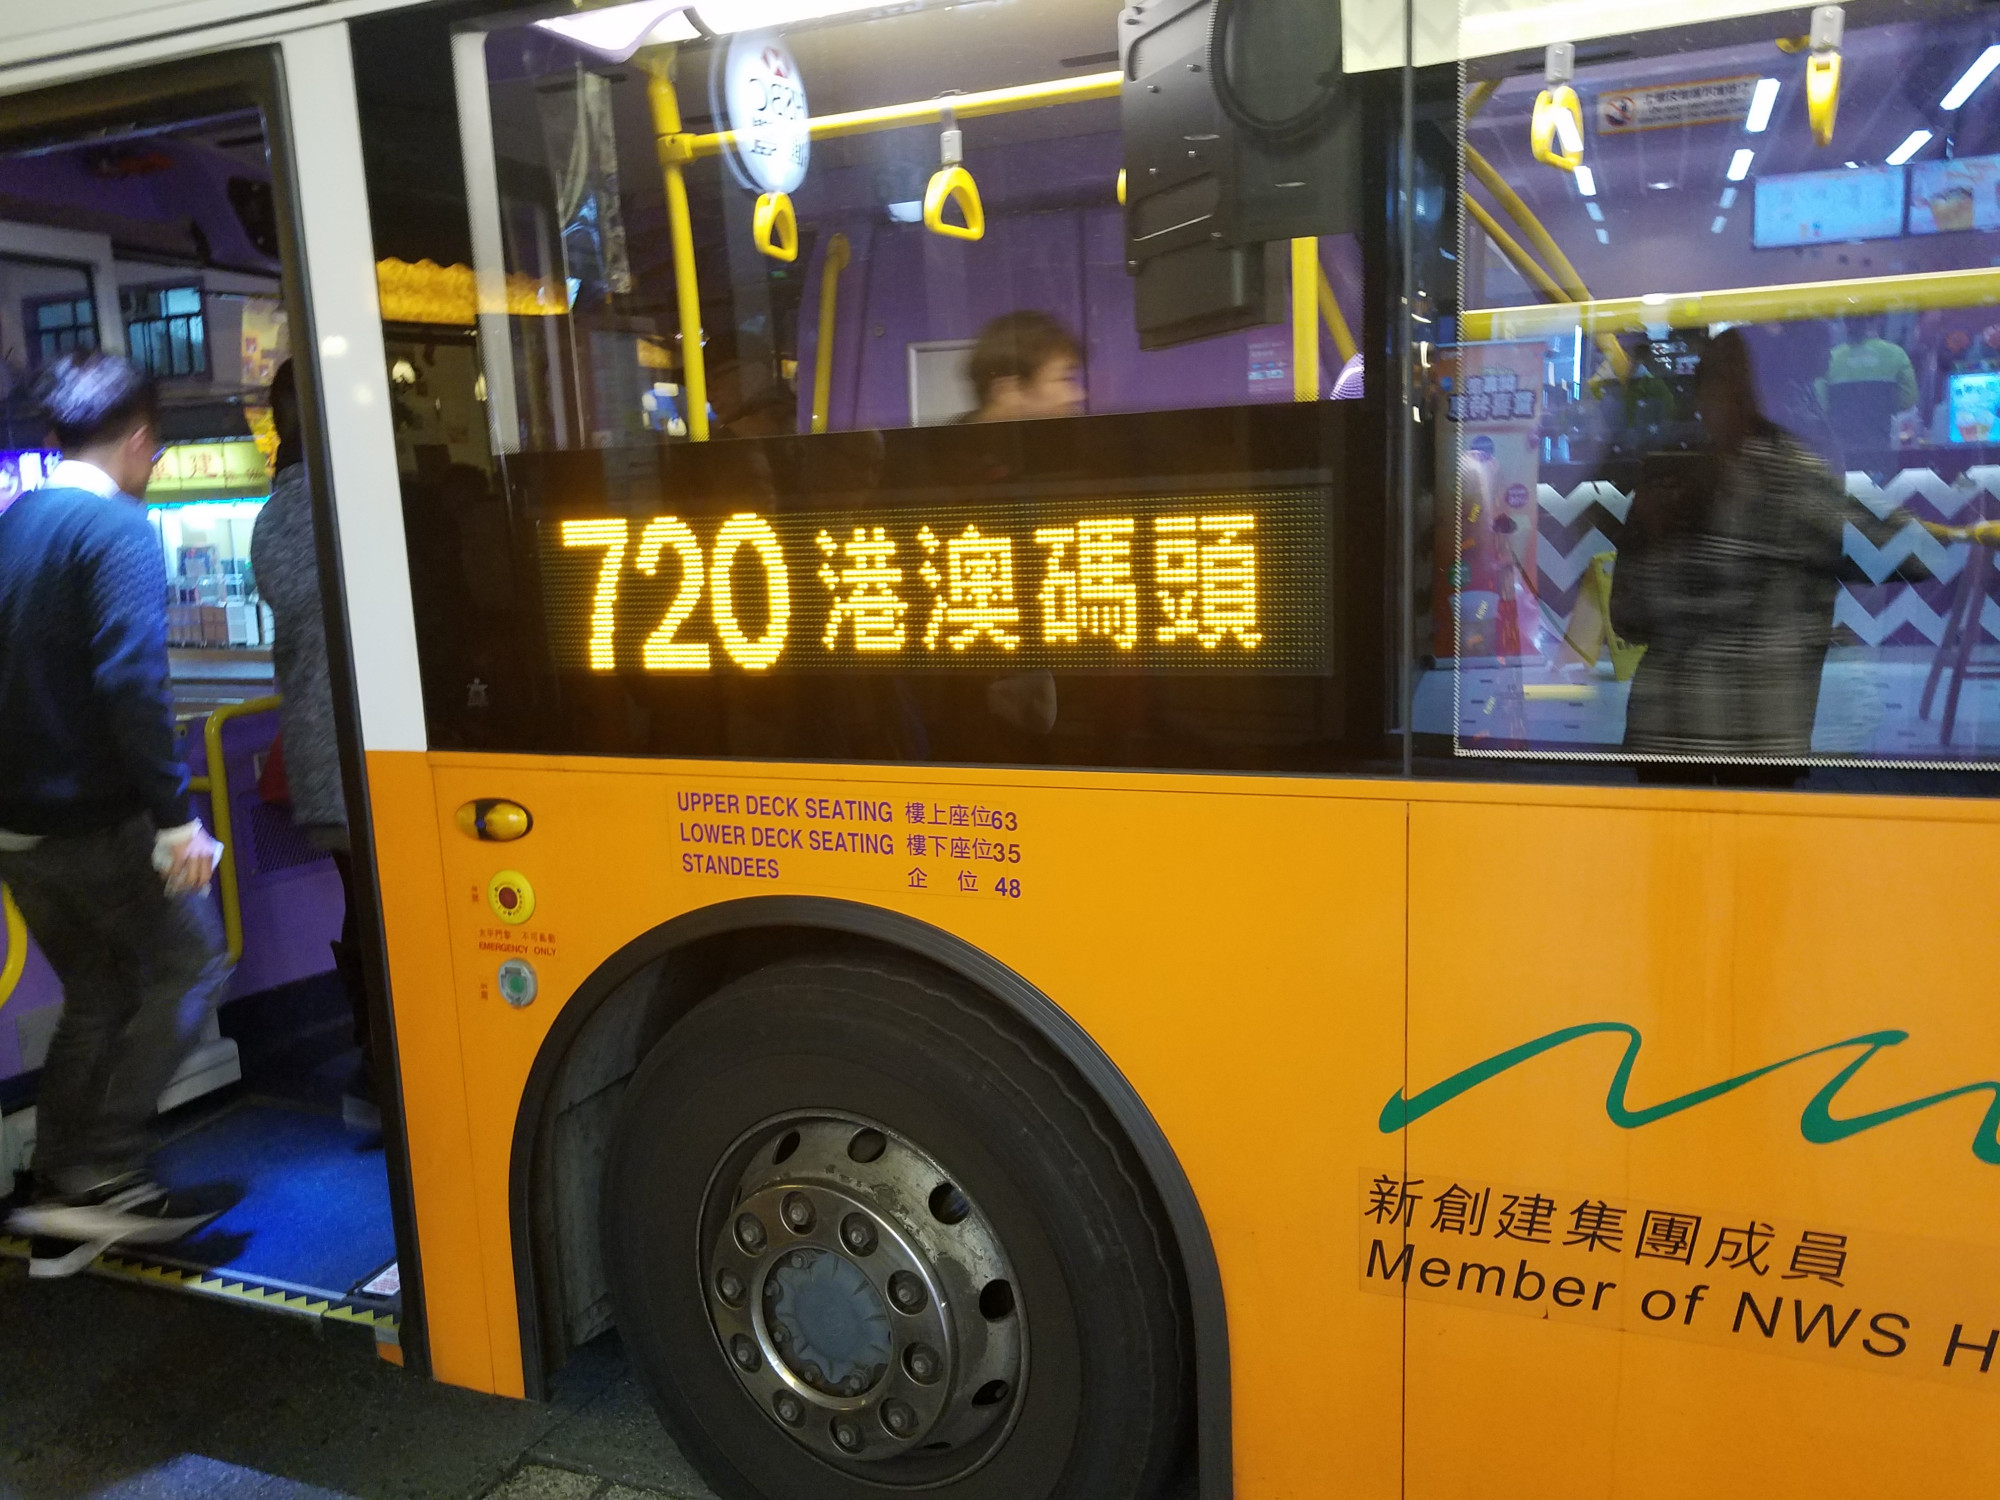 720 港澳碼頭
UPPER DECK SEATING 樓上座位63
LOWER DECK SEATING 樓下座位35
STANDEES 企 位 48
EMERGENCY ONLY
新創建集團成員
Member of NWS H